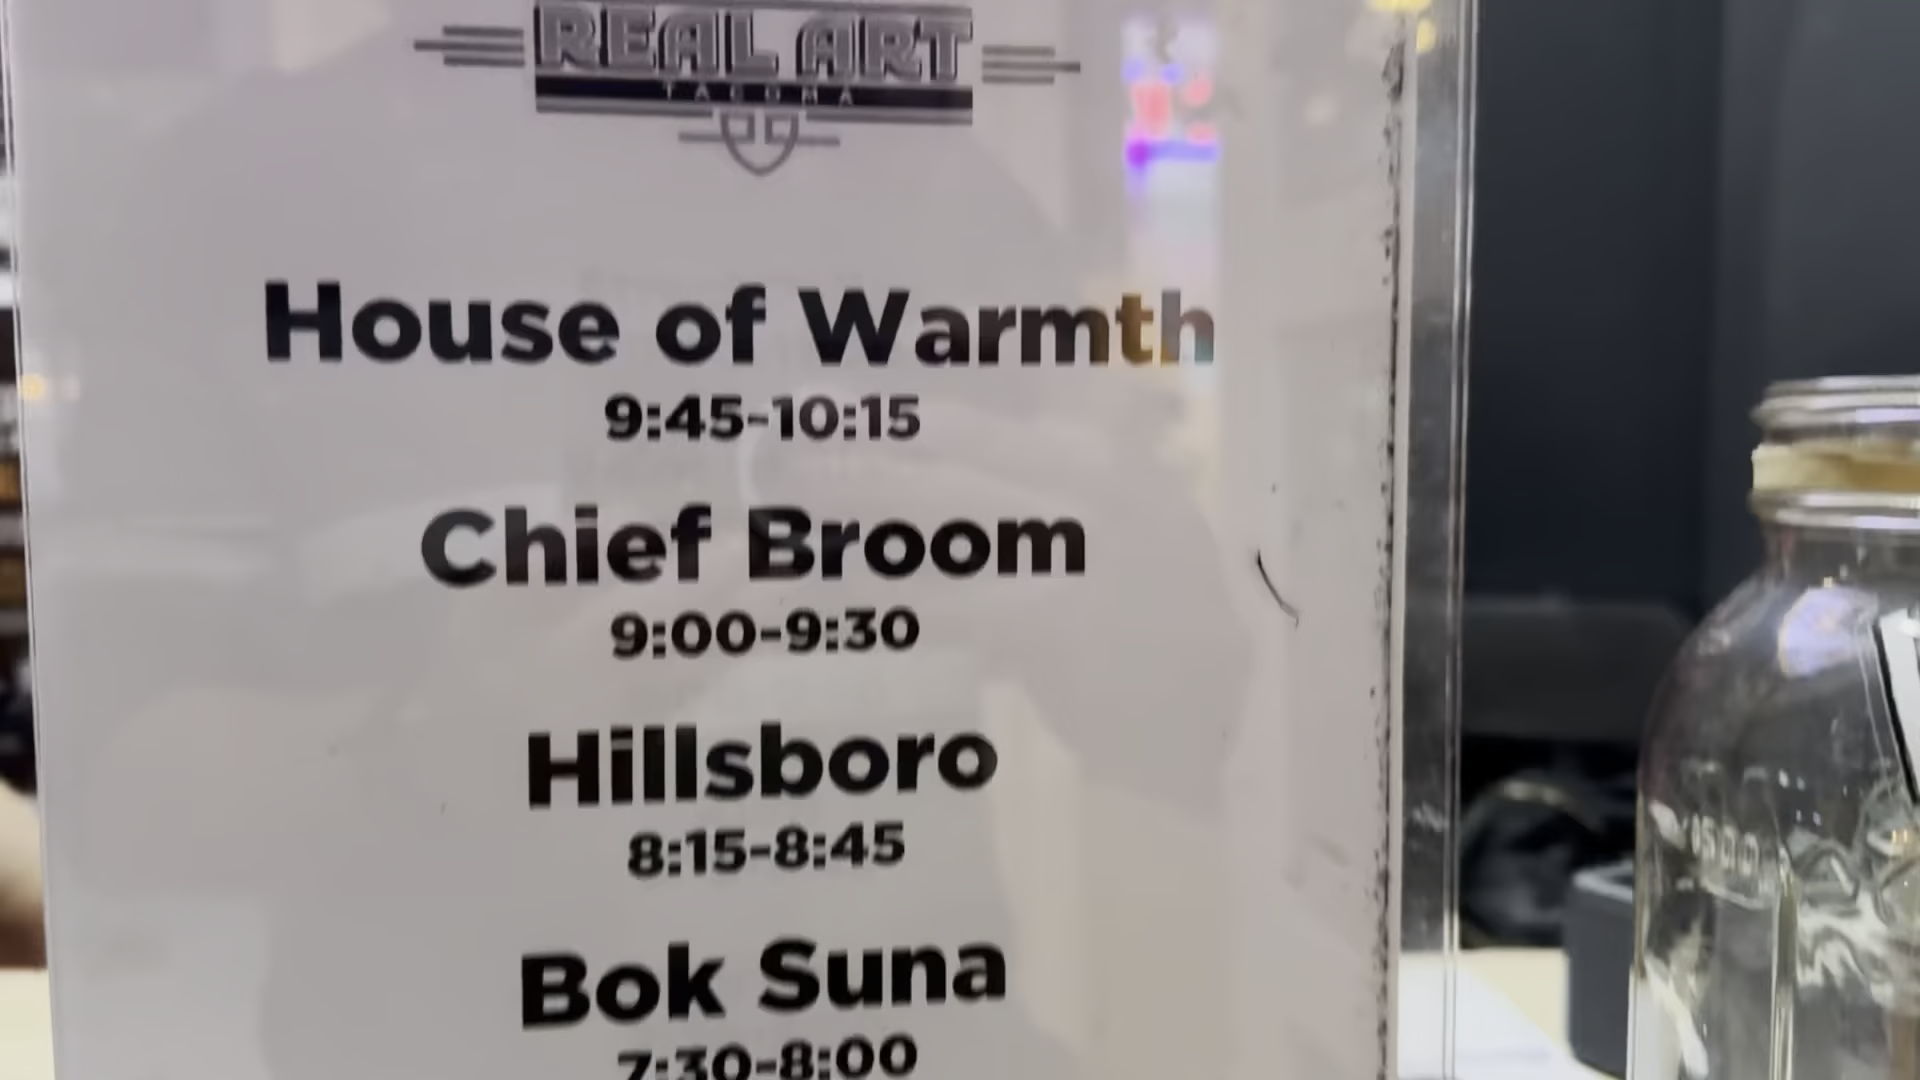 REAL ART
TACOMA
House of Warmth
9:45-10:15
Chief Broom
9:00-9:30
Hillsboro
8:15-8:45
Bok Suna
7:30-8:00